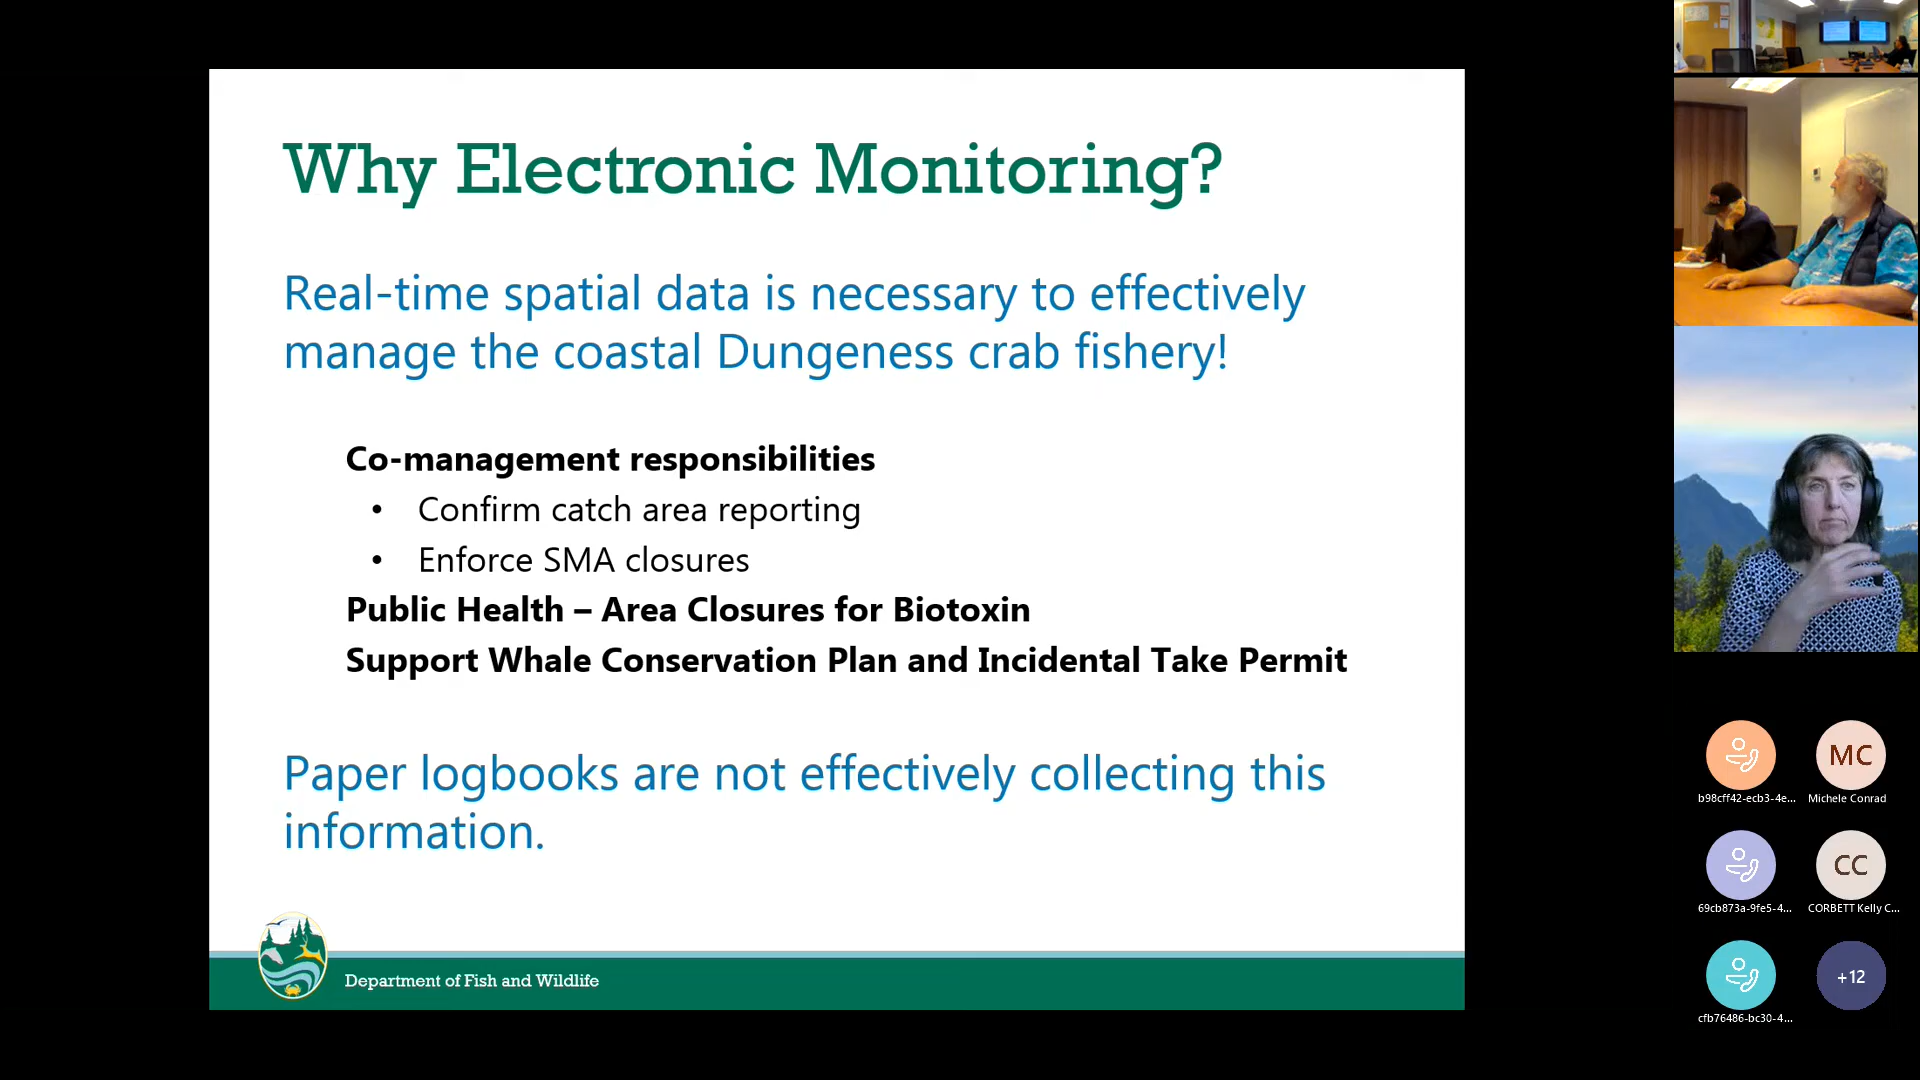 Why Electronic Monitoring?
Real-time spatial data is necessary to effectively
manage the coastal Dungeness crab fishery!
Co-management responsibilities
• Confirm catch area reporting
• Enforce SMA closures
Public Health – Area Closures for Biotoxin
Support Whale Conservation Plan and Incidental Take Permit
Paper logbooks are not effectively collecting this
information.
Department of Fish and Wildlife
MC
b98cff42-ecb3-4e...
Michele Conrad
CC
69cb873a-9fe5-4...
CORBETT Kelly C...
+12
cfb76486-bc30-4...